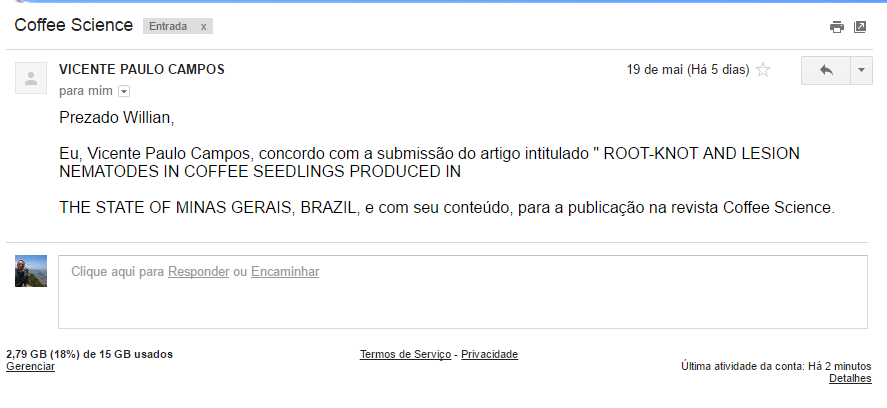 Coffee Science Entrada x
VICENTE PAULO CAMPOS 19 de mai (Há 5 dias)
para mim
Prezado Willian,
Eu, Vicente Paulo Campos, concordo com a submissão do artigo intitulado " ROOT-KNOT AND LESION
NEMATODES IN COFFEE SEEDLINGS PRODUCED IN
THE STATE OF MINAS GERAIS, BRAZIL, e com seu conteúdo, para a publicação na revista Coffee Science.
Clique aqui para Responder ou Encaminhar
2,79 GB (18%) de 15 GB usados
Gerenciar
Termos de Serviço - Privacidade
Última atividade da conta: Há 2 minutos
Detalhes